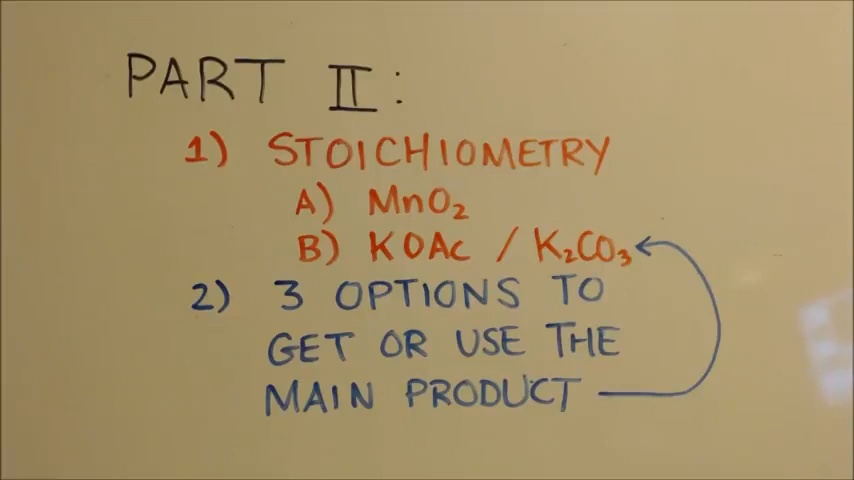 PART II:
1) STOICHIOMETRY
A) MnO₂
B) KOAc / K₂CO₃
2) 3 OPTIONS TO
GET OR USE THE
MAIN PRODUCT